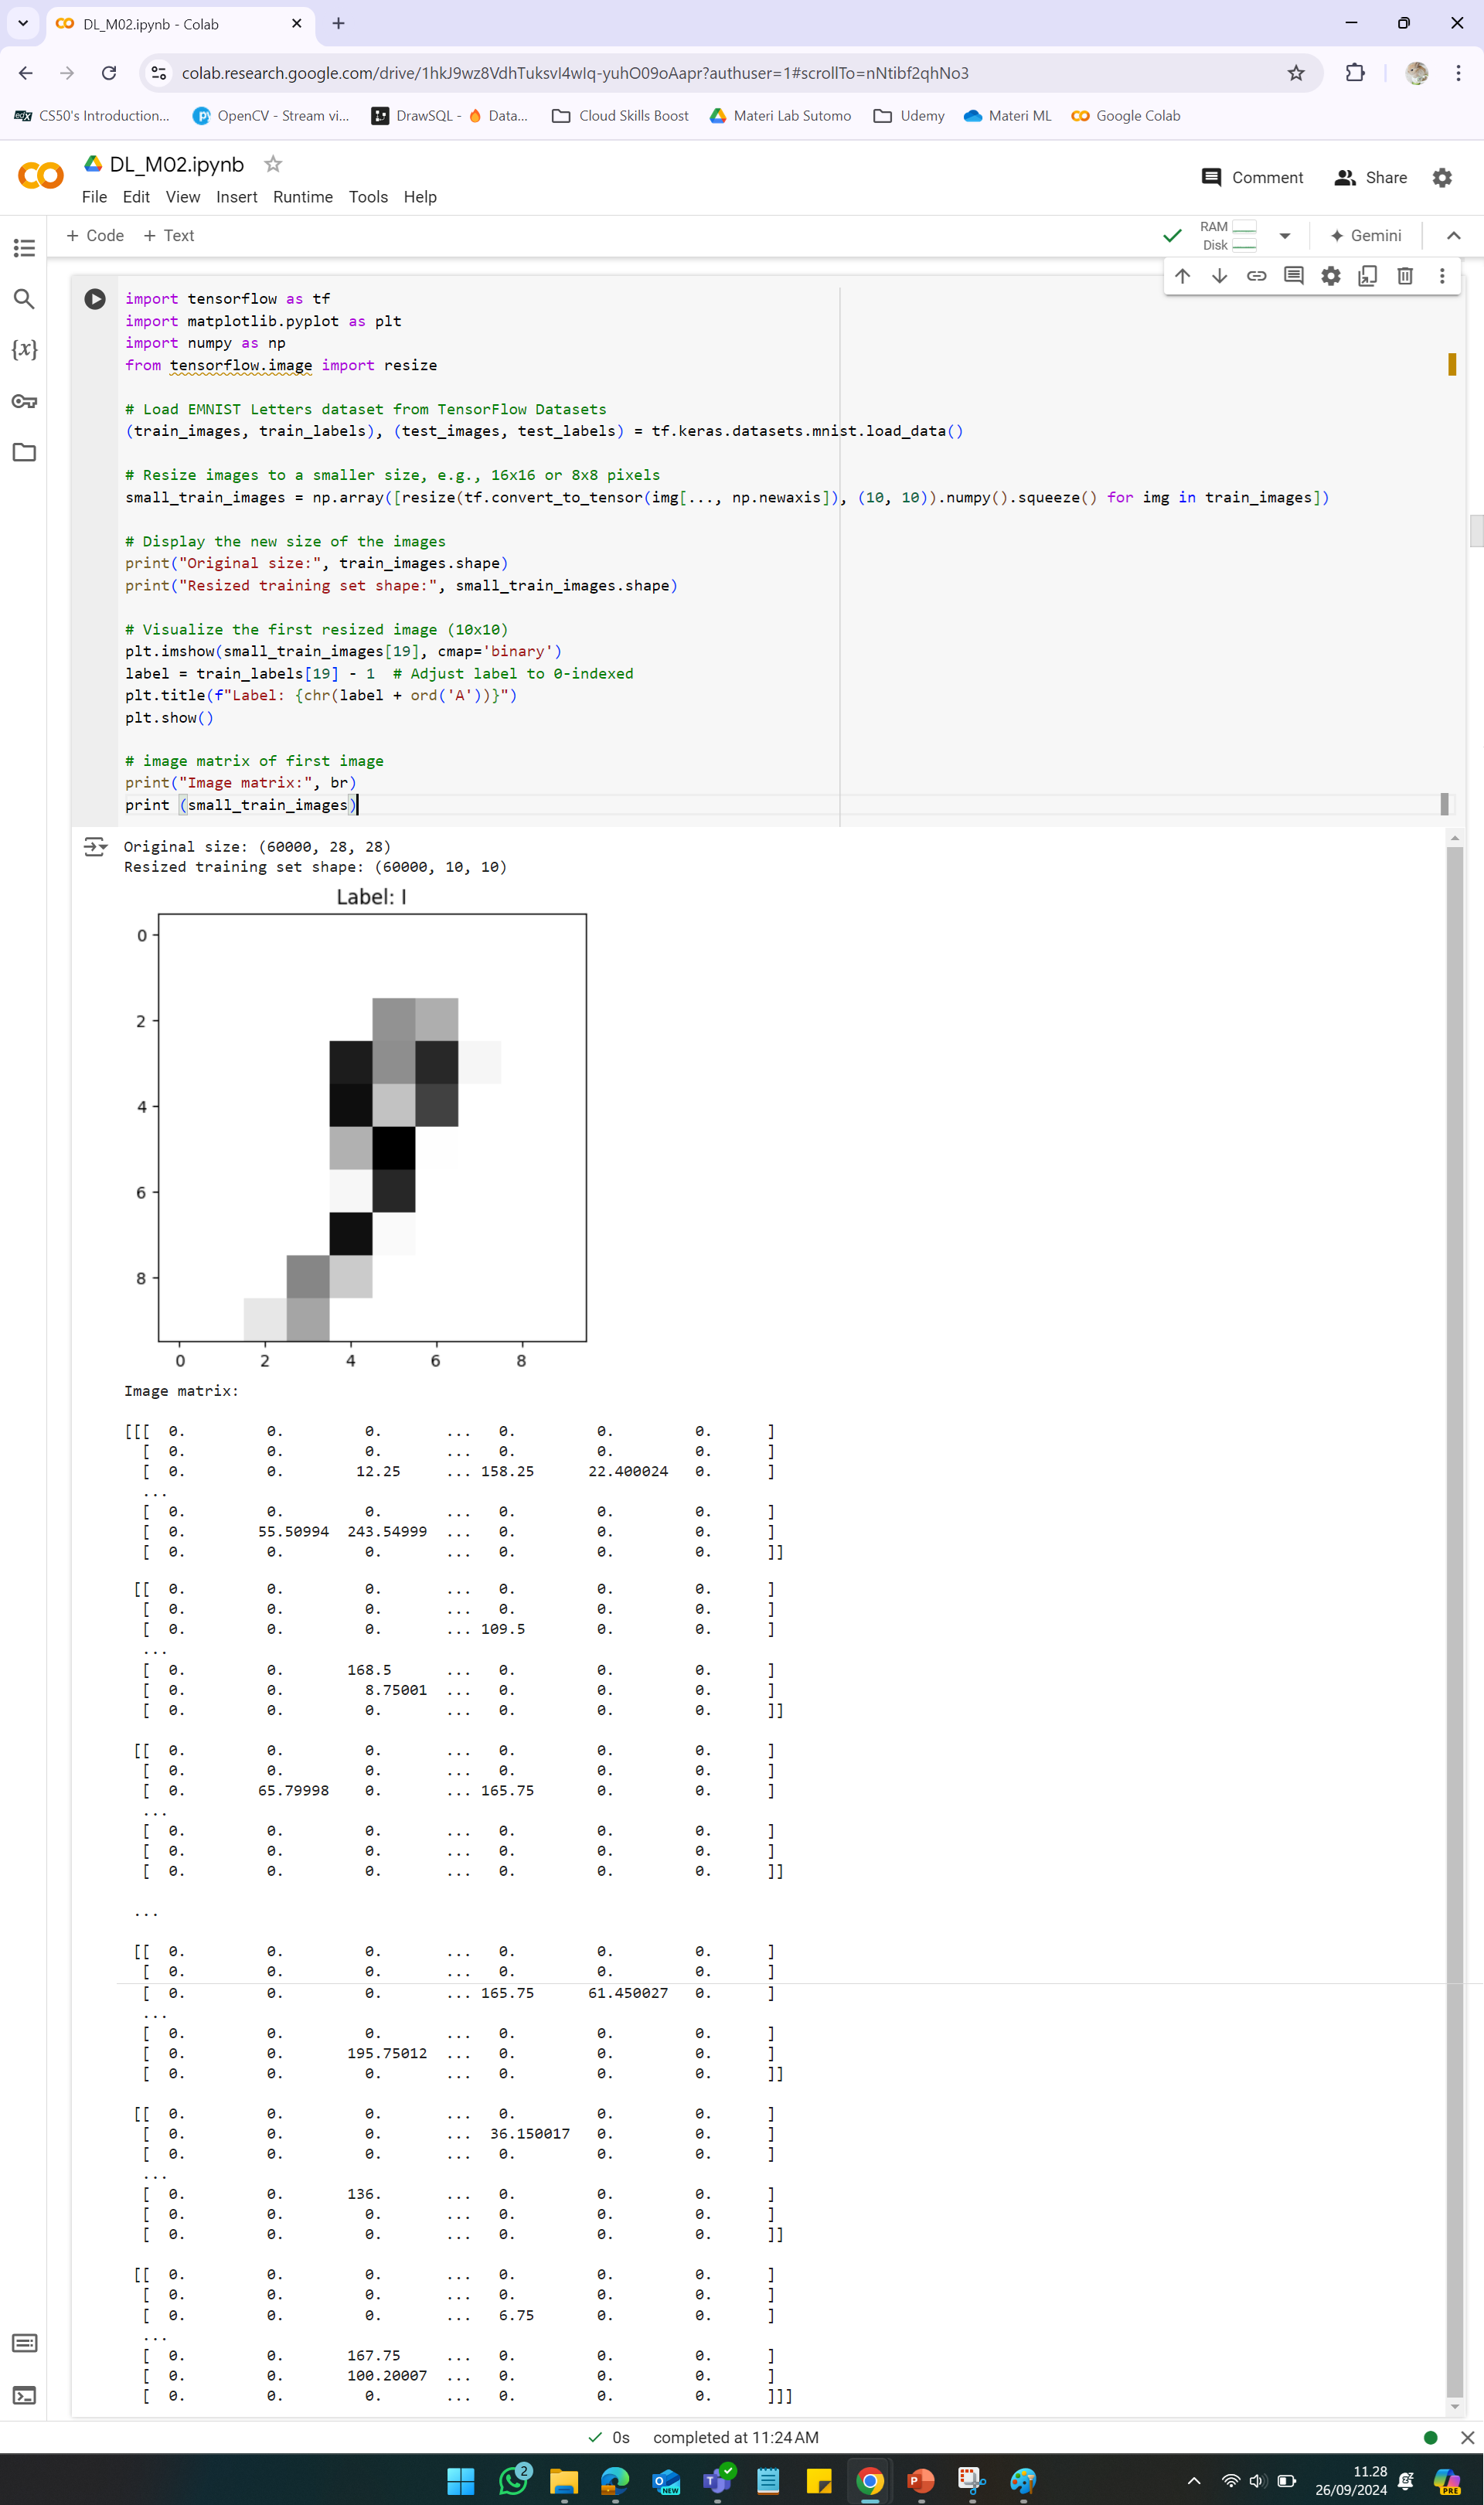 DL_M02.ipynb - Colab
colab.research.google.com/drive/1hkJ9wz8VdhTuksvI4wIq-yuhO09oAapr?authuser=1#scrollTo=nNtibf2qhNo3
edX CS50's Introduction... OpenCV - Stream vi... DrawSQL - 🔥 Data... Cloud Skills Boost Materi Lab Sutomo Udemy Materi ML Google Colab
DL_M02.ipynb
Comment Share
File Edit View Insert Runtime Tools Help
+ Code + Text
RAM
Disk
Gemini
{x}
import tensorflow as tf
import matplotlib.pyplot as plt
import numpy as np
from tensorflow.image import resize
# Load EMNIST Letters dataset from TensorFlow Datasets
(train_images, train_labels), (test_images, test_labels) = tf.keras.datasets.mnist.load_data()
# Resize images to a smaller size, e.g., 16x16 or 8x8 pixels
small_train_images = np.array([resize(tf.convert_to_tensor(img[..., np.newaxis]), (10, 10)).numpy().squeeze() for img in train_images])
# Display the new size of the images
print("Original size:", train_images.shape)
print("Resized training set shape:", small_train_images.shape)
# Visualize the first resized image (10x10)
plt.imshow(small_train_images[19], cmap='binary')
label = train_labels[19] - 1  # Adjust label to 0-indexed
plt.title(f"Label: {chr(label + ord('A'))}")
plt.show()
# image matrix of first image
print("Image matrix:", br)
print (small_train_images)
Original size: (60000, 28, 28)
Resized training set shape: (60000, 10, 10)
Label: I
0
2
4
6
8
0 2 4 6 8
Image matrix:
[[[ 0. 0. 0. ... 0. 0. 0. ]
[ 0. 0. 0. ... 0. 0. 0. ]
[ 0. 0. 12.25 ... 158.25 22.400024 0. ]
...
[ 0. 0. 0. ... 0. 0. 0. ]
[ 0. 55.50994 243.54999 ... 0. 0. 0. ]
[ 0. 0. 0. ... 0. 0. 0. ]]
[[ 0. 0. 0. ... 0. 0. 0. ]
[ 0. 0. 0. ... 0. 0. 0. ]
[ 0. 0. 0. ... 109.5 0. 0. ]
...
[ 0. 0. 168.5 ... 0. 0. 0. ]
[ 0. 0. 8.75001 ... 0. 0. 0. ]
[ 0. 0. 0. ... 0. 0. 0. ]]
[[ 0. 0. 0. ... 0. 0. 0. ]
[ 0. 0. 0. ... 0. 0. 0. ]
[ 0. 65.79998 0. ... 165.75 0. 0. ]
...
[ 0. 0. 0. ... 0. 0. 0. ]
[ 0. 0. 0. ... 0. 0. 0. ]
[ 0. 0. 0. ... 0. 0. 0. ]]
...
[[ 0. 0. 0. ... 0. 0. 0. ]
[ 0. 0. 0. ... 0. 0. 0. ]
[ 0. 0. 0. ... 165.75 61.450027 0. ]
...
[ 0. 0. 0. ... 0. 0. 0. ]
[ 0. 0. 195.75012 ... 0. 0. 0. ]
[ 0. 0. 0. ... 0. 0. 0. ]]
[[ 0. 0. 0. ... 0. 0. 0. ]
[ 0. 0. 0. ... 36.150017 0. 0. ]
[ 0. 0. 0. ... 0. 0. 0. ]
...
[ 0. 0. 136. ... 0. 0. 0. ]
[ 0. 0. 0. ... 0. 0. 0. ]
[ 0. 0. 0. ... 0. 0. 0. ]]
[[ 0. 0. 0. ... 0. 0. 0. ]
[ 0. 0. 0. ... 0. 0. 0. ]
[ 0. 0. 0. ... 6.75 0. 0. ]
...
[ 0. 0. 167.75 ... 0. 0. 0. ]
[ 0. 0. 100.20007 ... 0. 0. 0. ]
[ 0. 0. 0. ... 0. 0. 0. ]]]
0s completed at 11:24 AM
2
NEW
PRE
11.28
26/09/2024